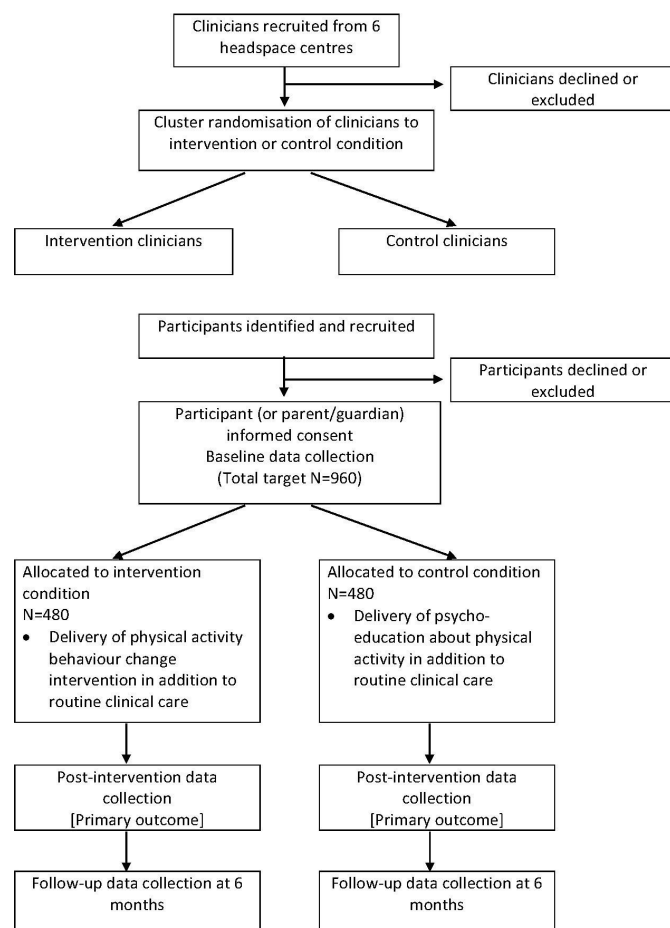 Clinicians recruited from 6
headspace centres
Clinicians declined or
excluded
Cluster randomisation of clinicians to
intervention or control condition
Intervention clinicians
Control clinicians
Participants identified and recruited
Participants declined or
excluded
Participant (or parent/guardian)
informed consent
Baseline data collection
(Total target N=960)
Allocated to intervention
condition
N=480
• Delivery of physical activity
behaviour change
intervention in addition to
routine clinical care
Allocated to control condition
N=480
• Delivery of psycho-
education about physical
activity in addition to
routine clinical care
Post-intervention data
collection
[Primary outcome]
Post-intervention data
collection
[Primary outcome]
Follow-up data collection at 6
months
Follow-up data collection at 6
months